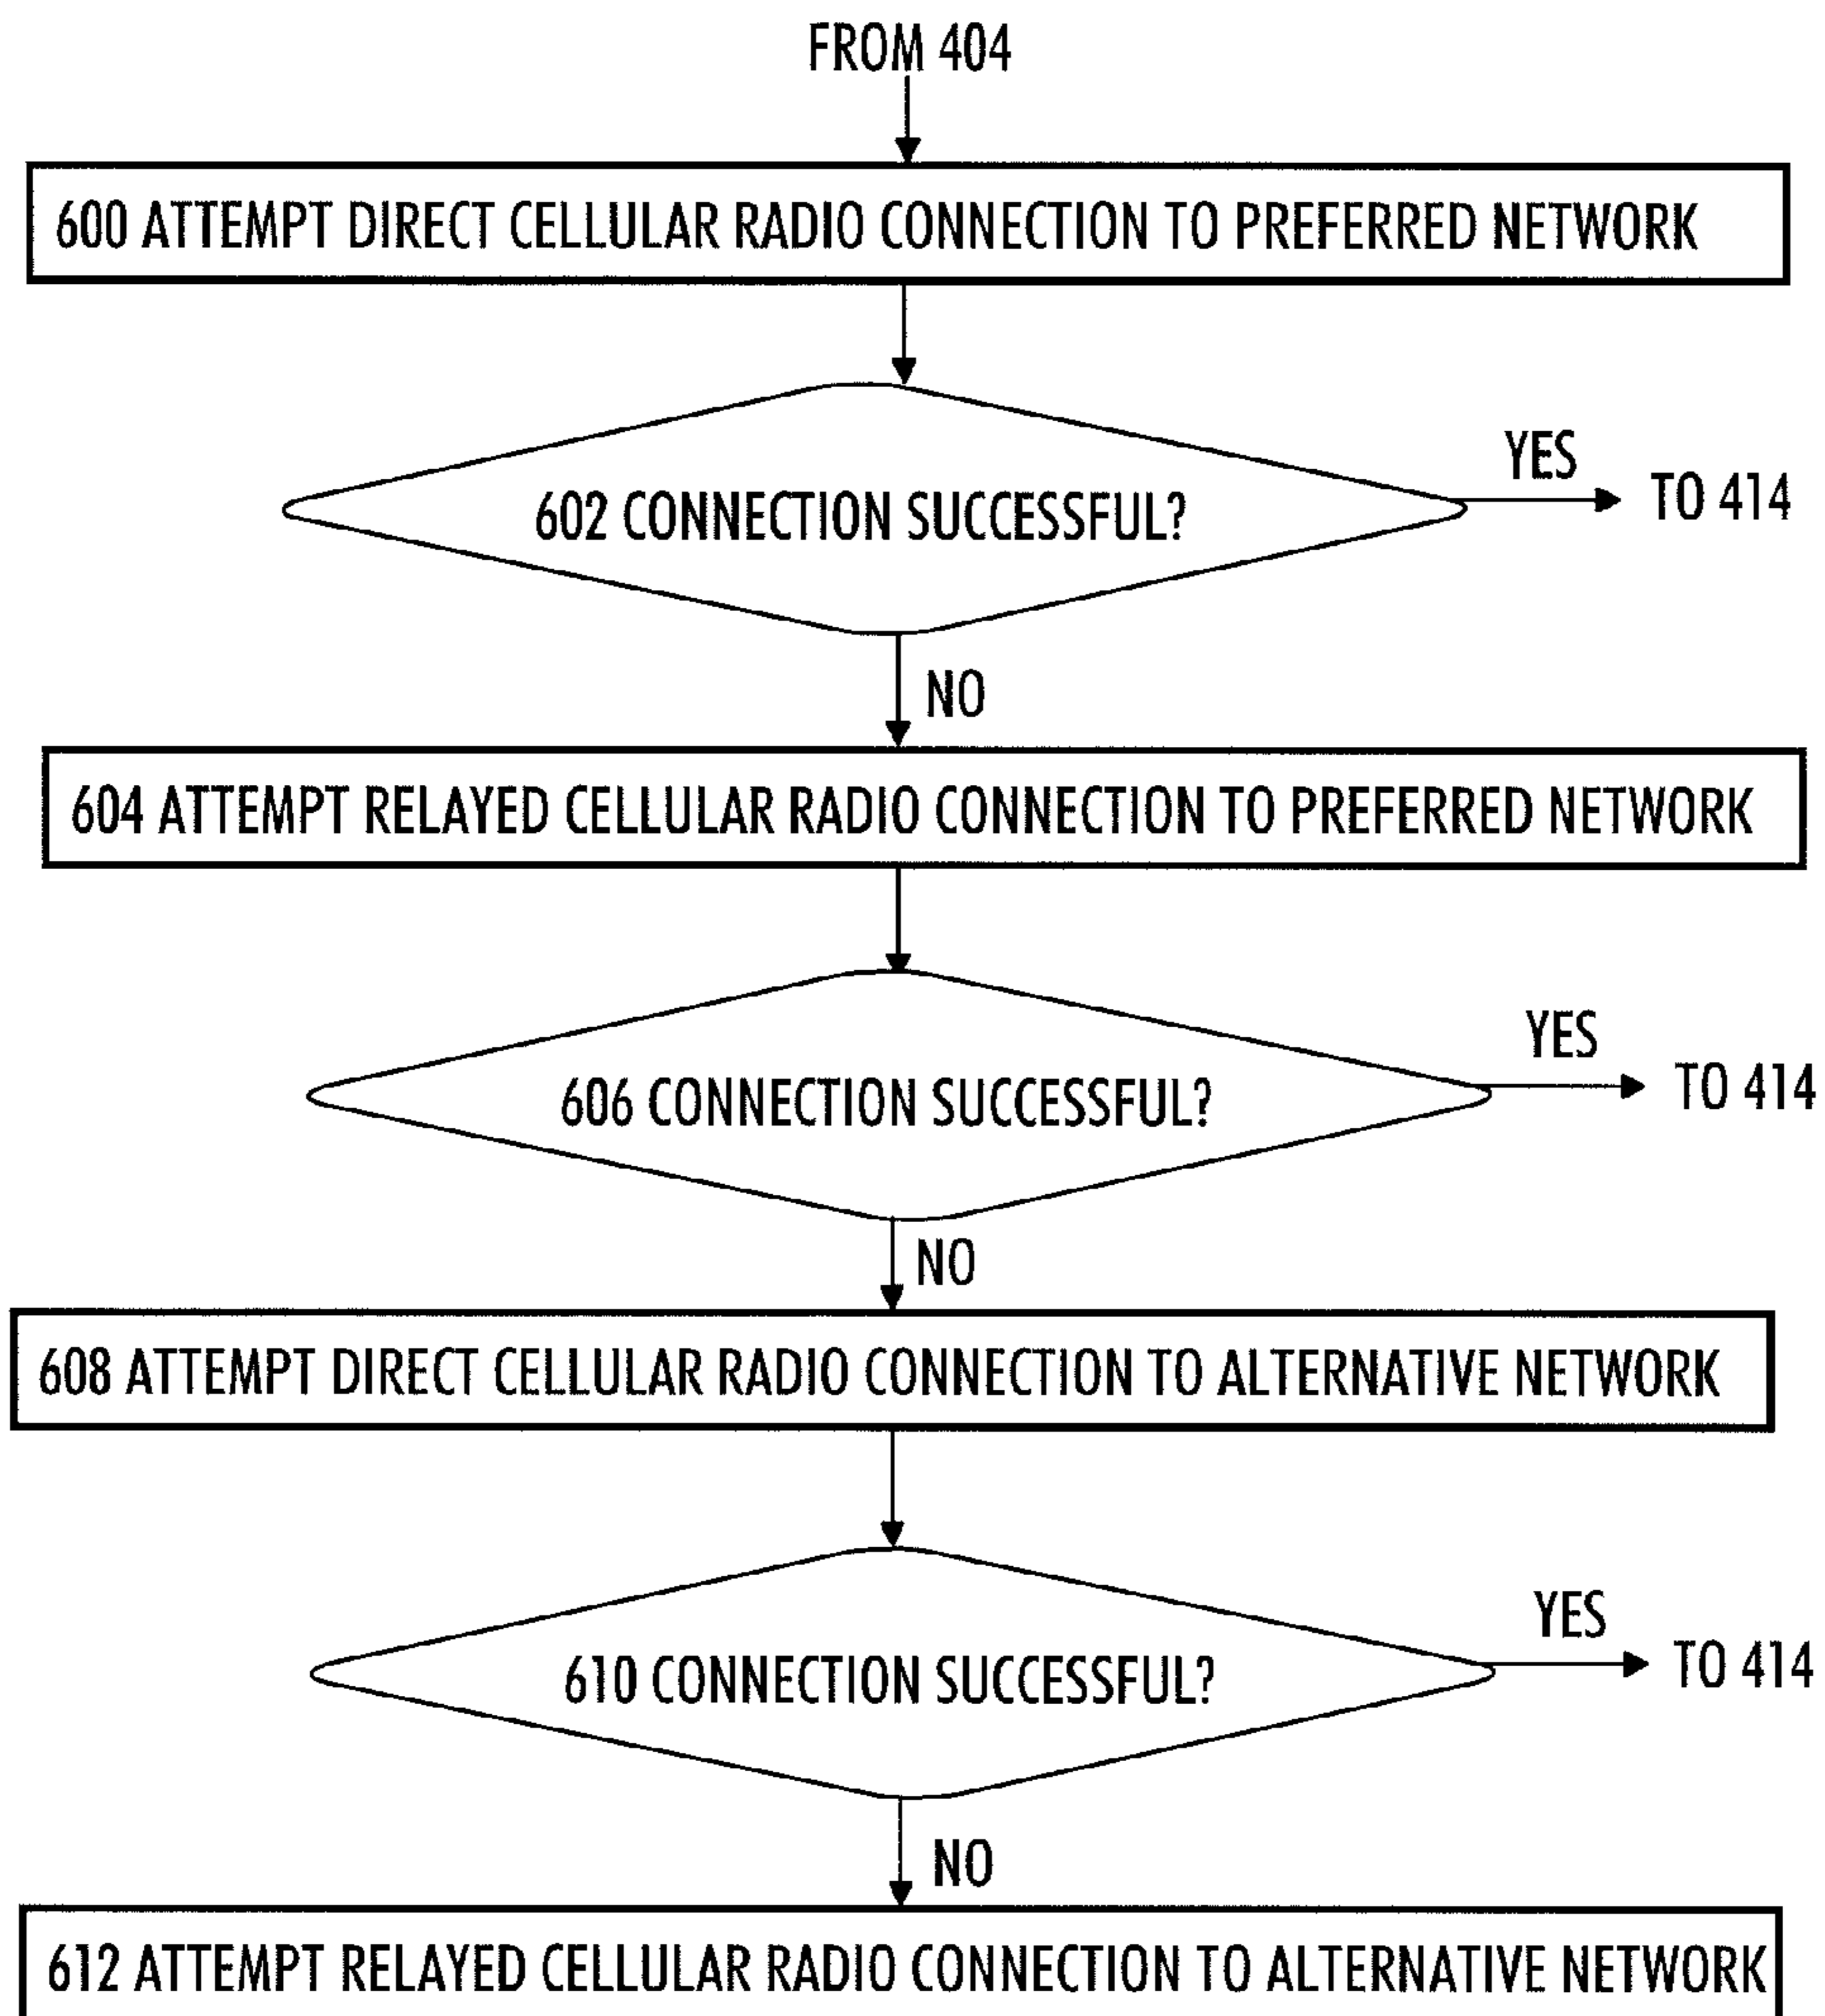 FROM 404
600 ATTEMPT DIRECT CELLULAR RADIO CONNECTION TO PREFERRED NETWORK
YES
602 CONNECTION SUCCESSFUL?
TO 414
NO
604 ATTEMPT RELAYED CELLULAR RADIO CONNECTION TO PREFERRED NETWORK
YES
606 CONNECTION SUCCESSFUL?
TO 414
NO
608 ATTEMPT DIRECT CELLULAR RADIO CONNECTION TO ALTERNATIVE NETWORK
YES
610 CONNECTION SUCCESSFUL?
TO 414
NO
612 ATTEMPT RELAYED CELLULAR RADIO CONNECTION TO ALTERNATIVE NETWORK